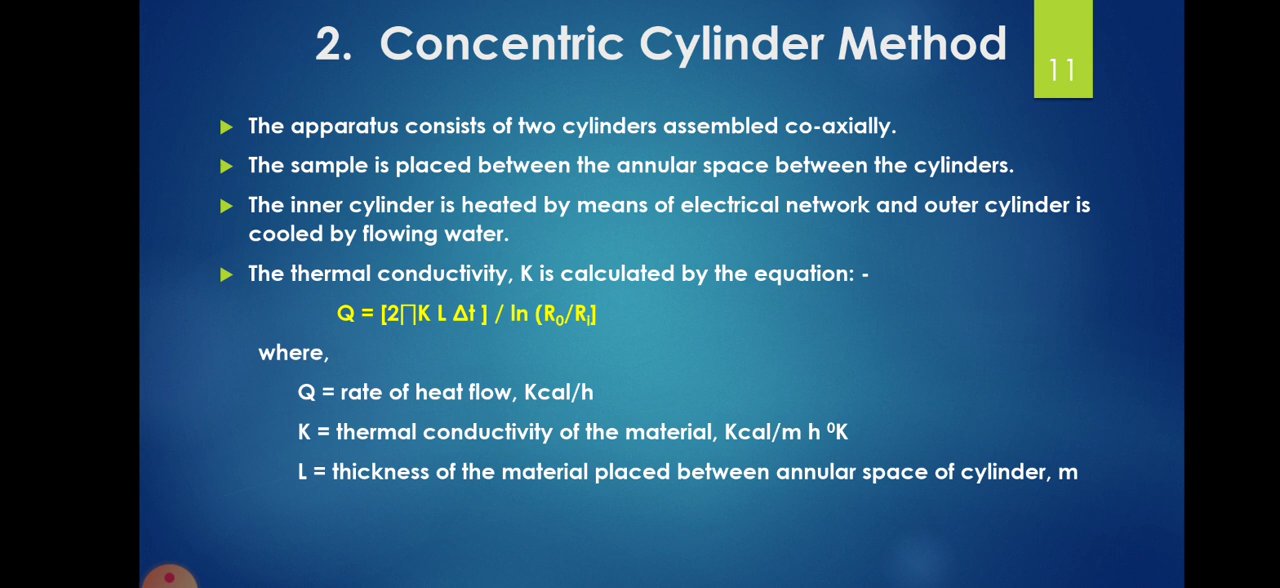 2. Concentric Cylinder Method
11
The apparatus consists of two cylinders assembled co-axially.
The sample is placed between the annular space between the cylinders.
The inner cylinder is heated by means of electrical network and outer cylinder is
cooled by flowing water.
The thermal conductivity, K is calculated by the equation: -
Q = [2∏K L Δt ] / ln (R₀/Rᵢ]
where,
Q = rate of heat flow, Kcal/h
K = thermal conductivity of the material, Kcal/m h ⁰K
L = thickness of the material placed between annular space of cylinder, m